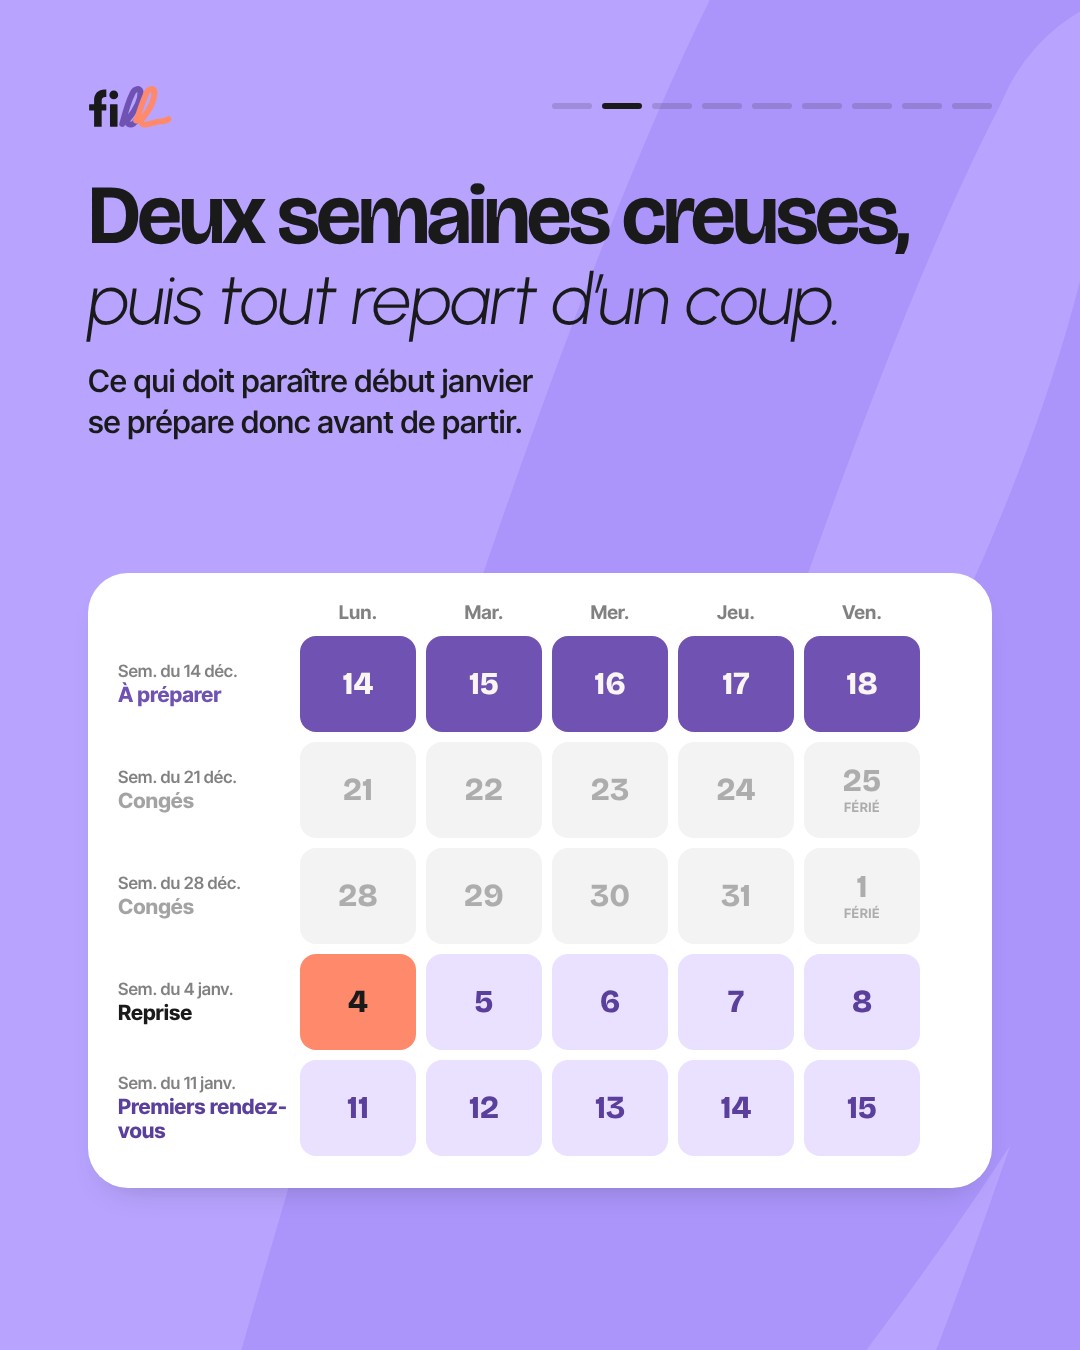 fill
Deux semaines creuses,
puis tout repart d'un coup.
Ce qui doit paraître début janvier
se prépare donc avant de partir.
Lun. Mar. Mer. Jeu. Ven.
Sem. du 14 déc.
À préparer
14 15 16 17 18
Sem. du 21 déc.
Congés
21 22 23 24 25
FÉRIÉ
Sem. du 28 déc.
Congés
28 29 30 31 1
FÉRIÉ
Sem. du 4 janv.
Reprise
4 5 6 7 8
Sem. du 11 janv.
Premiers rendez-
vous
11 12 13 14 15